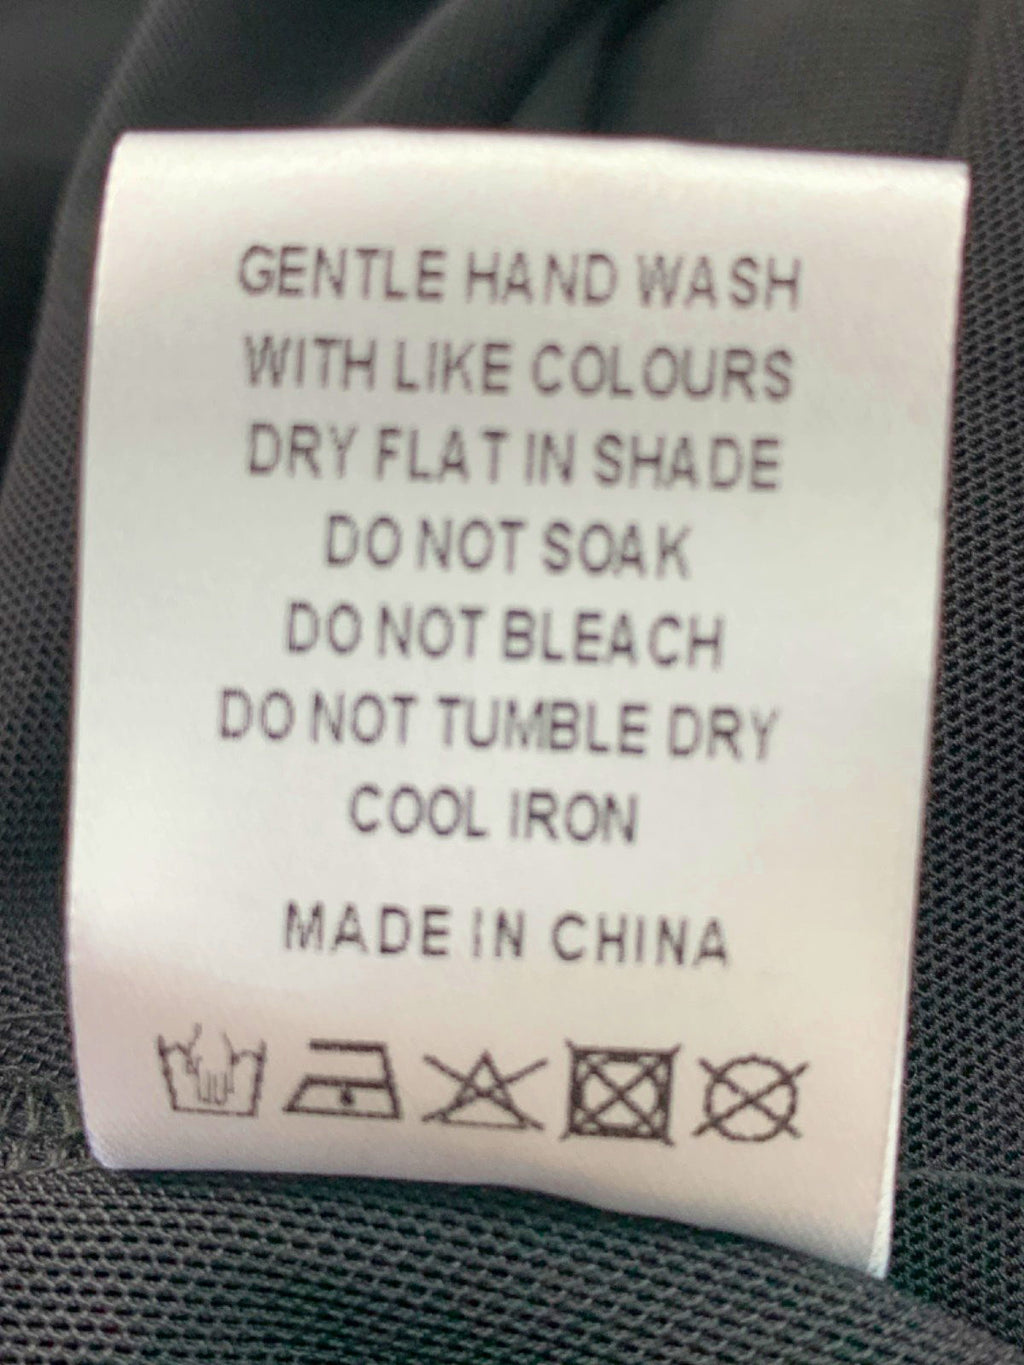 GENTLE HAND WASH
WITH LIKE COLOURS
DRY FLAT IN SHADE
DO NOT SOAK
DO NOT BLEACH
DO NOT TUMBLE DRY
COOL IRON
MADE IN CHINA